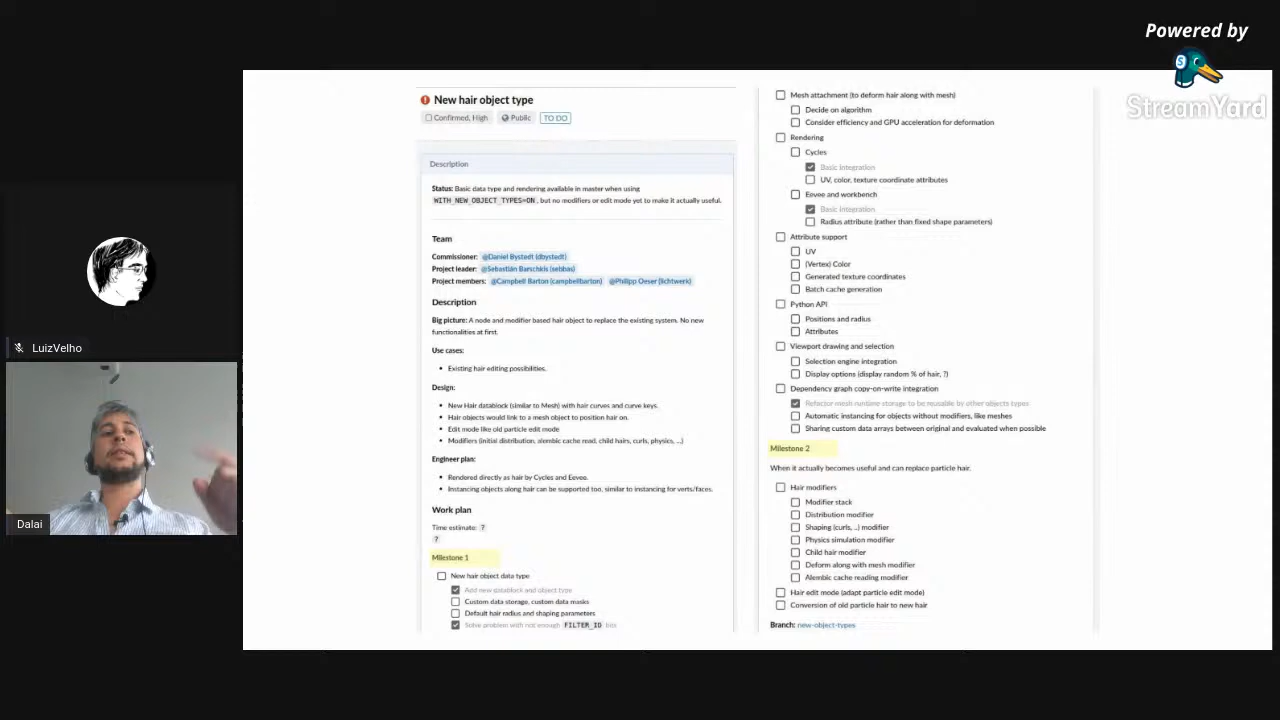 Powered by
StreamYard
LuizVelho
Dalai
New hair object type
Confirmed, High
Public
TO DO
Description
Status: Basic data type and rendering available in master when using
WITH_NEW_OBJECT_TYPES=ON, but no modifiers or edit mode yet to make it actually useful.
Team
Commissioner: @Daniel Bystedt (dbystedt)
Project leader: @Sebastián Barschkis (sebbas)
Project members: @Campbell Barton (campbellbarton) @Philipp Oeser (lichtwerk)
Description
Big picture: A node and modifier based hair object to replace the existing system. No new
functionalities at first.
Use cases:
Existing hair editing possibilities.
Design:
New Hair datablock (similar to Mesh) with hair curves and curve keys.
Hair objects would link to a mesh object to position hair on.
Edit mode like old particle edit mode
Modifiers (initial distribution, alembic cache read, child hairs, curls, physics, ...)
Engineer plan:
Rendered directly as hair by Cycles and Eevee.
Instancing objects along hair can be supported too, similar to instancing for verts/faces.
Work plan
Time estimate: ?
?
Milestone 1
New hair object data type
Add new datablock and object type
Custom data storage, custom data masks
Default hair radius and shaping parameters
Solve problem with not enough FILTER_ID bits
Mesh attachment (to deform hair along with mesh)
Decide on algorithm
Consider efficiency and GPU acceleration for deformation
Rendering
Cycles
Basic integration
UV, color, texture coordinate attributes
Eevee and workbench
Basic integration
Radius attribute (rather than fixed shape parameters)
Attribute support
UV
(Vertex) Color
Generated texture coordinates
Batch cache generation
Python API
Positions and radius
Attributes
Viewport drawing and selection
Selection engine integration
Display options (display random % of hair, ?)
Dependency graph copy-on-write integration
Refactor mesh runtime storage to be reusable by other objects types
Automatic instancing for objects without modifiers, like meshes
Sharing custom data arrays between original and evaluated when possible
Milestone 2
When it actually becomes useful and can replace particle hair.
Hair modifiers
Modifier stack
Distribution modifier
Shaping (curls, ..) modifier
Physics simulation modifier
Child hair modifier
Deform along with mesh modifier
Alembic cache reading modifier
Hair edit mode (adapt particle edit mode)
Conversion of old particle hair to new hair
Branch: new-object-types